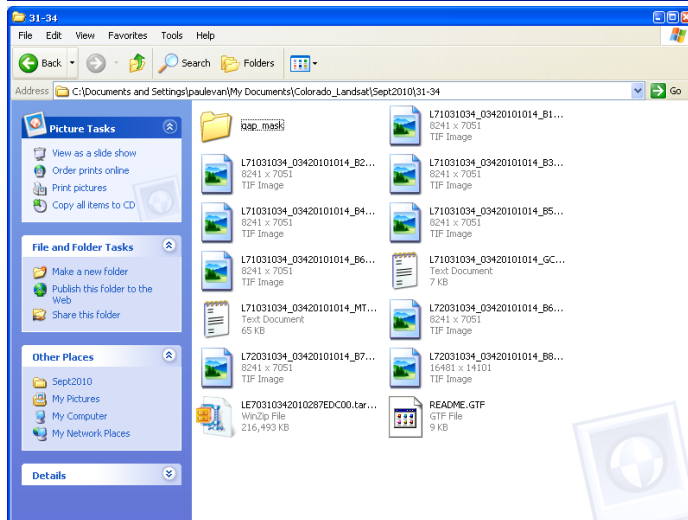 31-34
File Edit View Favorites Tools Help
Back Search Folders
Address C:\Documents and Settings\paulevan\My Documents\Colorado_Landsat\Sept2010\31-34 Go
Picture Tasks
View as a slide show
Order prints online
Print pictures
Copy all items to CD
File and Folder Tasks
Make a new folder
Publish this folder to the
Web
Share this folder
Other Places
Sept2010
My Pictures
My Computer
My Network Places
Details
gap_mask
L71031034_03420101014_B1...
8241 x 7051
TIF Image
L71031034_03420101014_B2...
8241 x 7051
TIF Image
L71031034_03420101014_B3...
8241 x 7051
TIF Image
L71031034_03420101014_B4...
8241 x 7051
TIF Image
L71031034_03420101014_B5...
8241 x 7051
TIF Image
L71031034_03420101014_B6...
8241 x 7051
TIF Image
L71031034_03420101014_GC...
Text Document
7 KB
L71031034_03420101014_MT...
Text Document
65 KB
L72031034_03420101014_B6...
8241 x 7051
TIF Image
L72031034_03420101014_B7...
8241 x 7051
TIF Image
L72031034_03420101014_B8...
16481 x 14101
TIF Image
LE70310342010287EDC00.tar...
WinZip File
216,493 KB
README.GTF
GTF File
9 KB